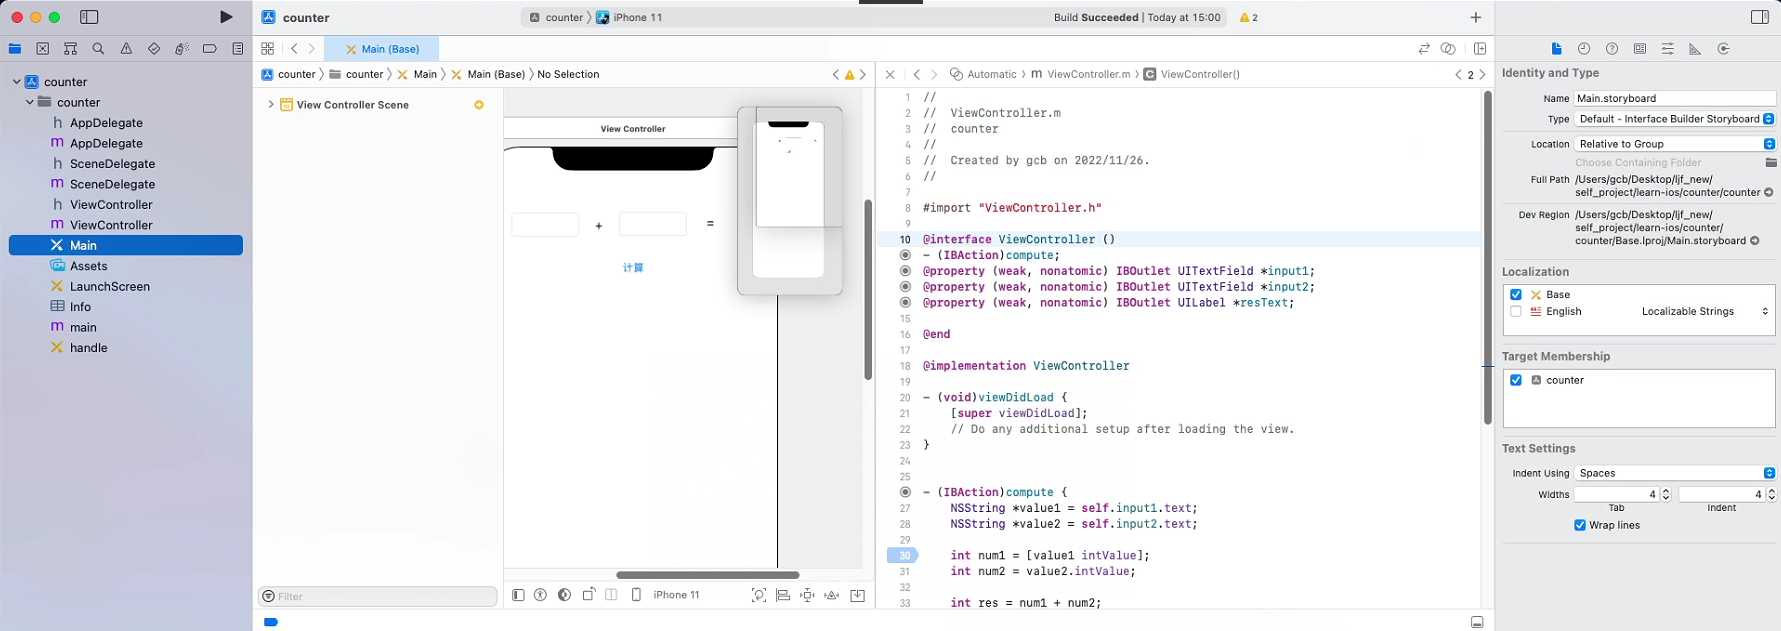 counter
counter
iPhone 11
Build Succeeded | Today at 15:00
2
Main (Base)
counter
counter
Main
Main (Base)
No Selection
Automatic
m ViewController.m
C ViewController()
2
counter
counter
h AppDelegate
m AppDelegate
h SceneDelegate
m SceneDelegate
h ViewController
m ViewController
Main
Assets
LaunchScreen
Info
m main
handle
View Controller Scene
Filter
View Controller
+
=
计算
iPhone 11
1 //
2 // ViewController.m
3 // counter
4 //
5 // Created by gcb on 2022/11/26.
6 //
7
8 #import "ViewController.h"
9
10 @interface ViewController ()
- (IBAction)compute;
@property (weak, nonatomic) IBOutlet UITextField *input1;
@property (weak, nonatomic) IBOutlet UITextField *input2;
@property (weak, nonatomic) IBOutlet UILabel *resText;
15
16 @end
17
18 @implementation ViewController
19
20 - (void)viewDidLoad {
21 [super viewDidLoad];
22 // Do any additional setup after loading the view.
23 }
24
25
- (IBAction)compute {
27 NSString *value1 = self.input1.text;
28 NSString *value2 = self.input2.text;
29
30 int num1 = [value1 intValue];
31 int num2 = value2.intValue;
32
33 int res = num1 + num2;
Identity and Type
Name Main.storyboard
Type Default - Interface Builder Storyboard
Location Relative to Group
Choose Containing Folder
Full Path /Users/gcb/Desktop/ljf_new/
self_project/learn-ios/counter/counter
Dev Region /Users/gcb/Desktop/ljf_new/
self_project/learn-ios/counter/
counter/Base.lproj/Main.storyboard
Localization
Base
English Localizable Strings
Target Membership
counter
Text Settings
Indent Using Spaces
Widths 4 4
Tab Indent
Wrap lines